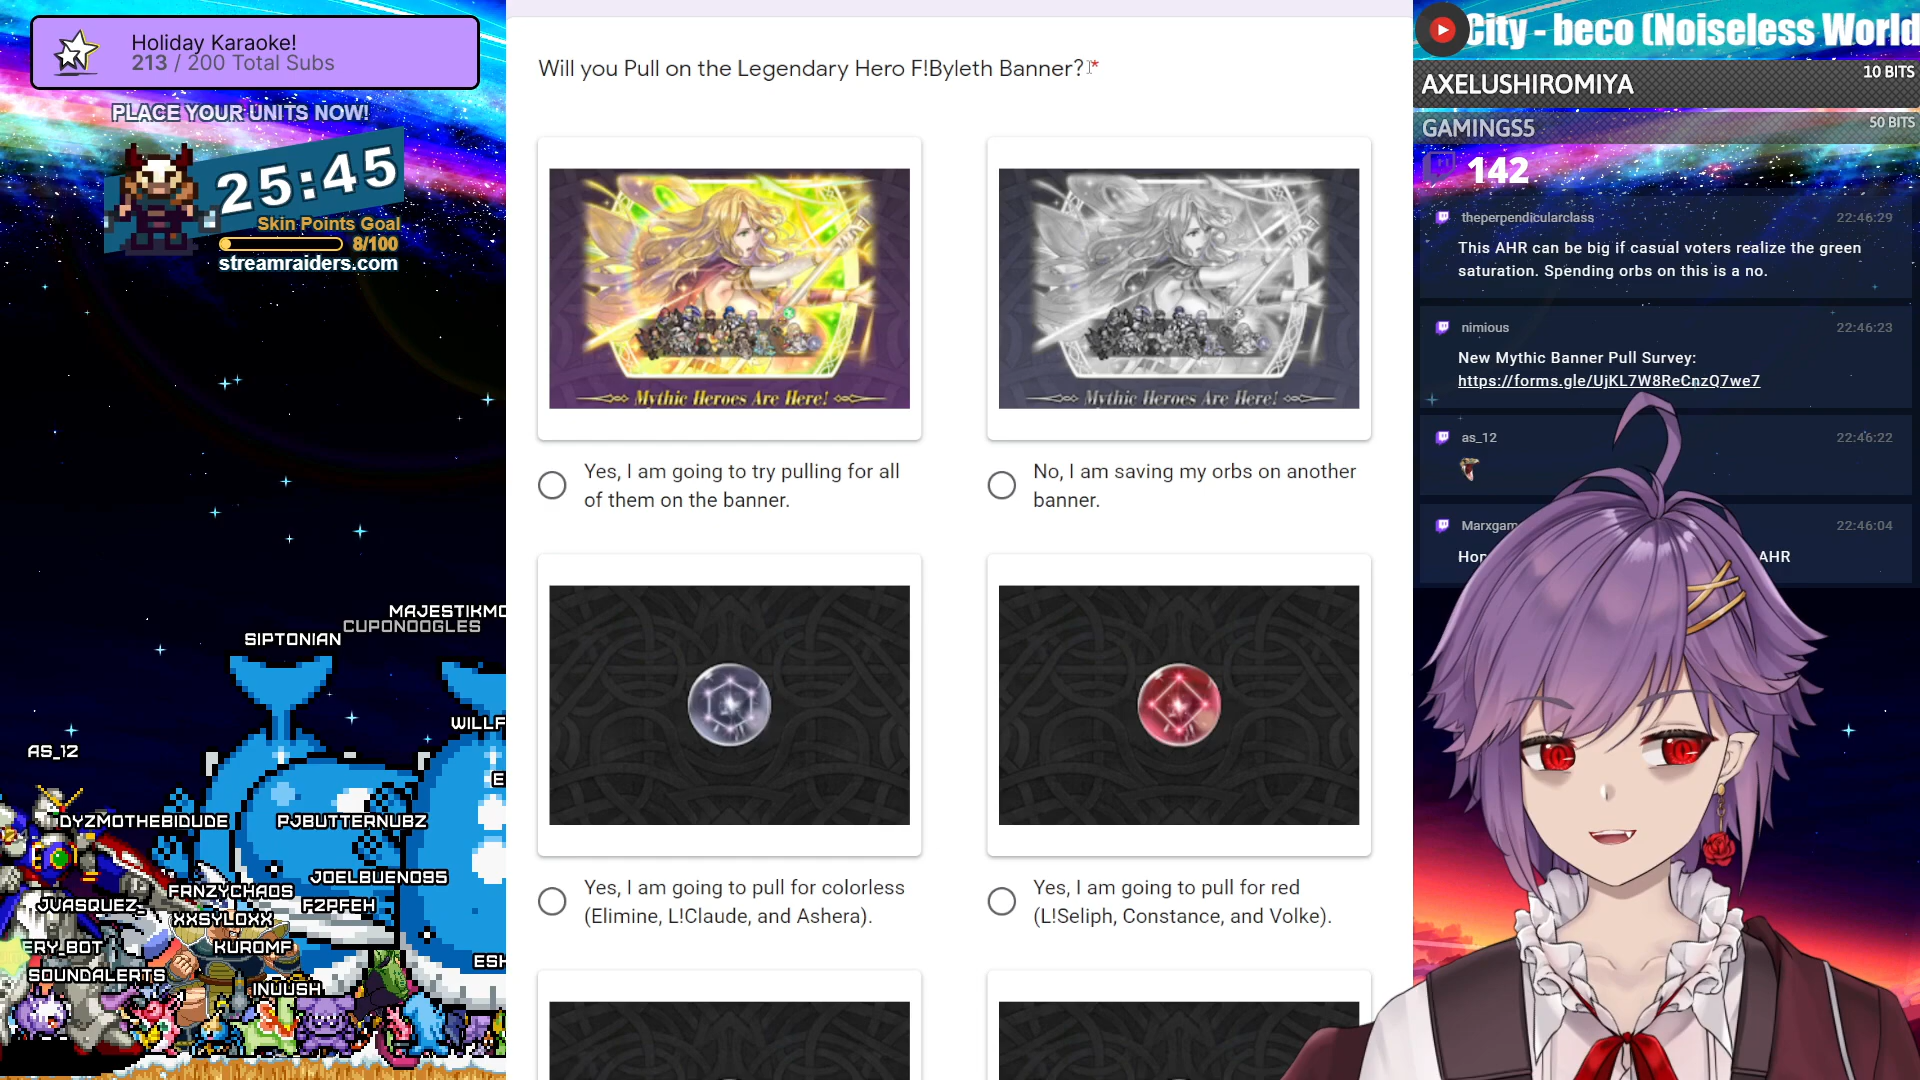 Holiday Karaoke!
213 / 200 Total Subs
PLACE YOUR UNITS NOW!
25:45
Skin Points Goal
8/100
streamraiders.com
MAJESTIKMO
CUPONOOGLES
SIPTONIAN
WILLF
AS_12
DYZMOTHEBIDUDE
PJBUTTERNUBZ
JOELBUENO95
FRNZYCHAOS
JVASQUEZ_
F2PFEH
XXSYLOXX
ERY_BOT
KUROMF
ESH
SOUNDALERTS
INUUSH
Will you Pull on the Legendary Hero F!Byleth Banner? *
Mythic Heroes Are Here!
Mythic Heroes Are Here!
Yes, I am going to try pulling for all
of them on the banner.
No, I am saving my orbs on another
banner.
Yes, I am going to pull for colorless
(Elimine, L!Claude, and Ashera).
Yes, I am going to pull for red
(L!Seliph, Constance, and Volke).
City - beco (Noiseless World
AXELUSHIROMIYA
10 BITS
GAMINGS5
50 BITS
142
theperpendicularclass
22:46:29
This AHR can be big if casual voters realize the green
saturation. Spending orbs on this is a no.
nimious
22:46:23
New Mythic Banner Pull Survey:
https://forms.gle/UjKL7W8ReCnzQ7we7
as_12
22:46:22
Marxgam
22:46:04
Hor
AHR